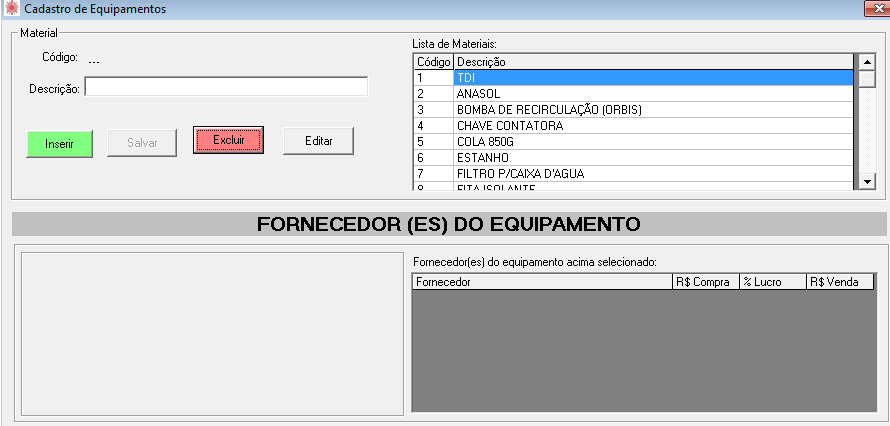 Cadastro de Equipamentos
Material
Código: ...
Descrição:
Inserir Salvar Excluir Editar
Lista de Materiais:
Código Descrição
1 TDI
2 ANASOL
3 BOMBA DE RECIRCULAÇÃO (ORBIS)
4 CHAVE CONTATORA
5 COLA 850G
6 ESTANHO
7 FILTRO P/CAIXA D'AGUA
8 FITA ISOLANTE
FORNECEDOR (ES) DO EQUIPAMENTO
Fornecedor(es) do equipamento acima selecionado:
Fornecedor R$ Compra % Lucro R$ Venda